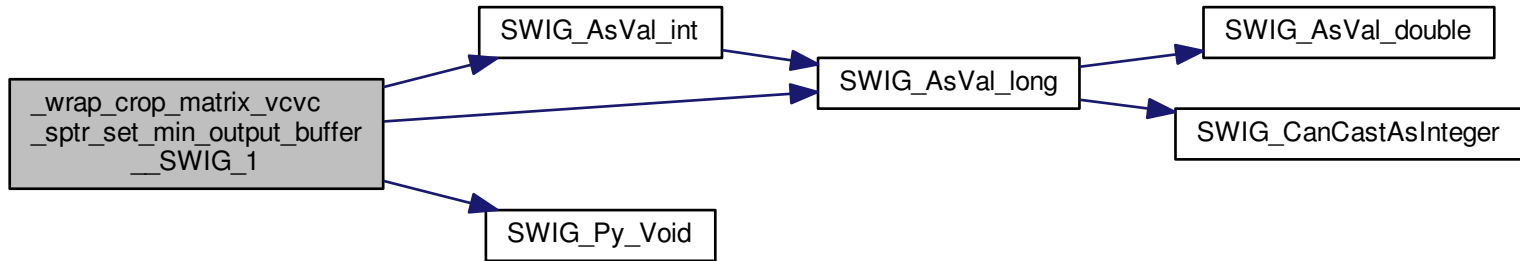 _wrap_crop_matrix_vcvc
_sptr_set_min_output_buffer
__SWIG_1
SWIG_AsVal_int
SWIG_AsVal_long
SWIG_AsVal_double
SWIG_CanCastAsInteger
SWIG_Py_Void